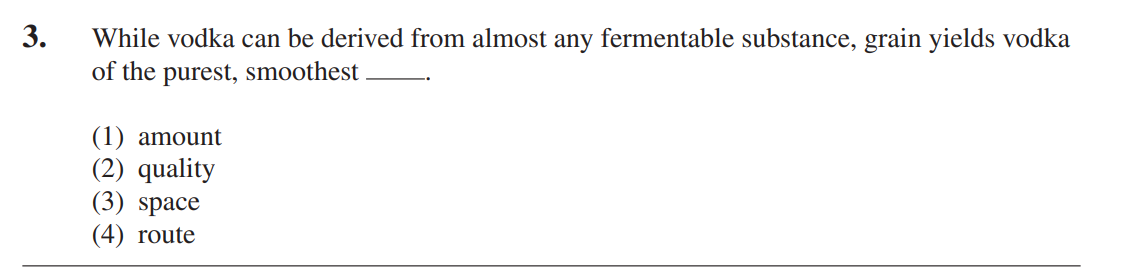 3. While vodka can be derived from almost any fermentable substance, grain yields vodka
of the purest, smoothest _____.
(1) amount
(2) quality
(3) space
(4) route